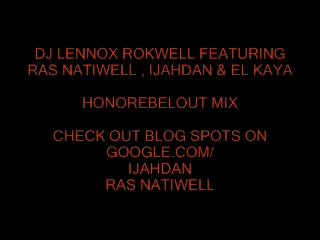 DJ LENNOX ROKWELL FEATURING
RAS NATIWELL , IJAHDAN & EL KAYA
HONOREBELOUT MIX
CHECK OUT BLOG SPOTS ON
GOOGLE.COM/
IJAHDAN
RAS NATIWELL